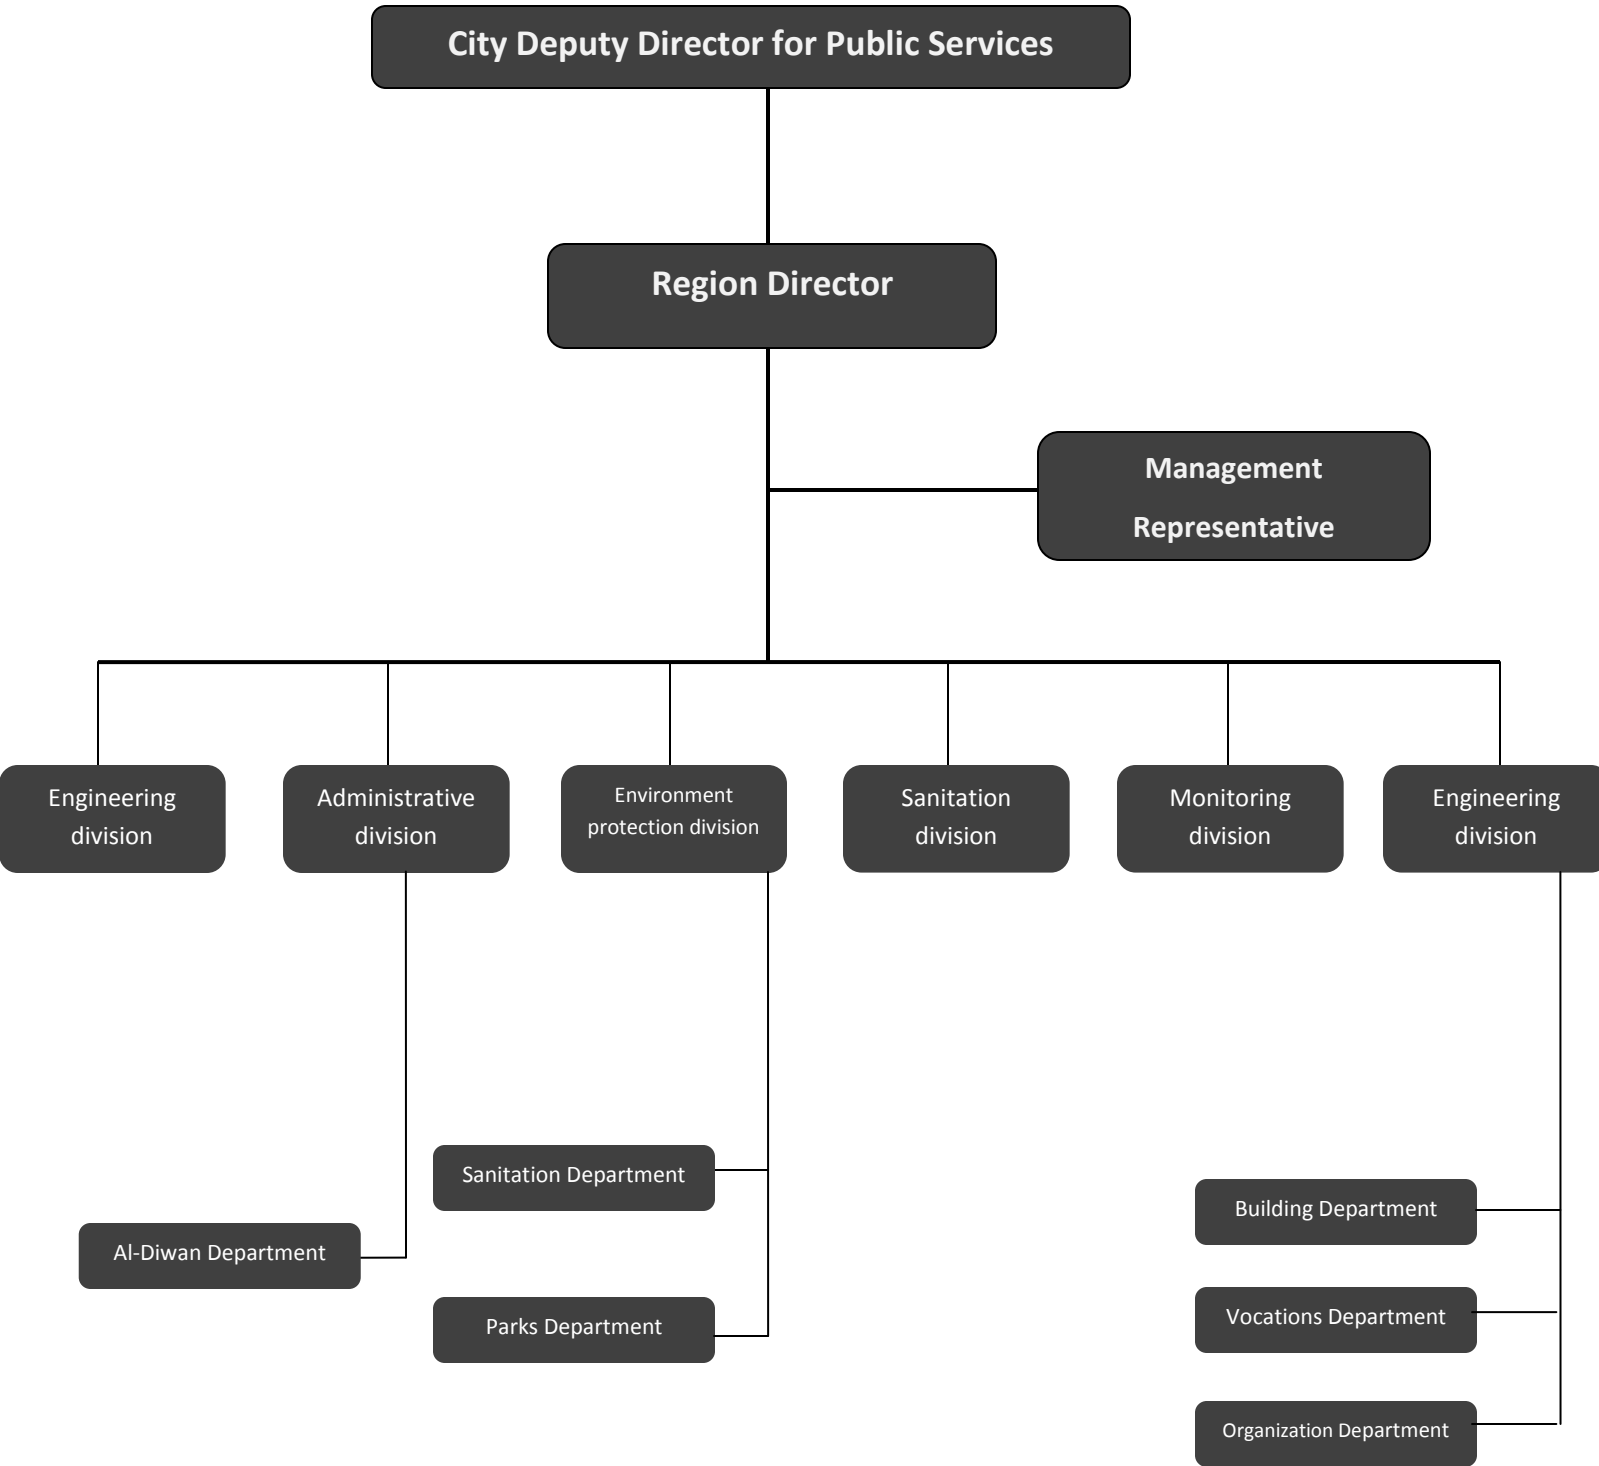 City Deputy Director for Public Services
Region Director
Management
Representative
Engineering
division
Administrative
division
Environment
protection division
Sanitation
division
Monitoring
division
Engineering
division
Sanitation Department
Building Department
Al-Diwan Department
Parks Department
Vocations Department
Organization Department